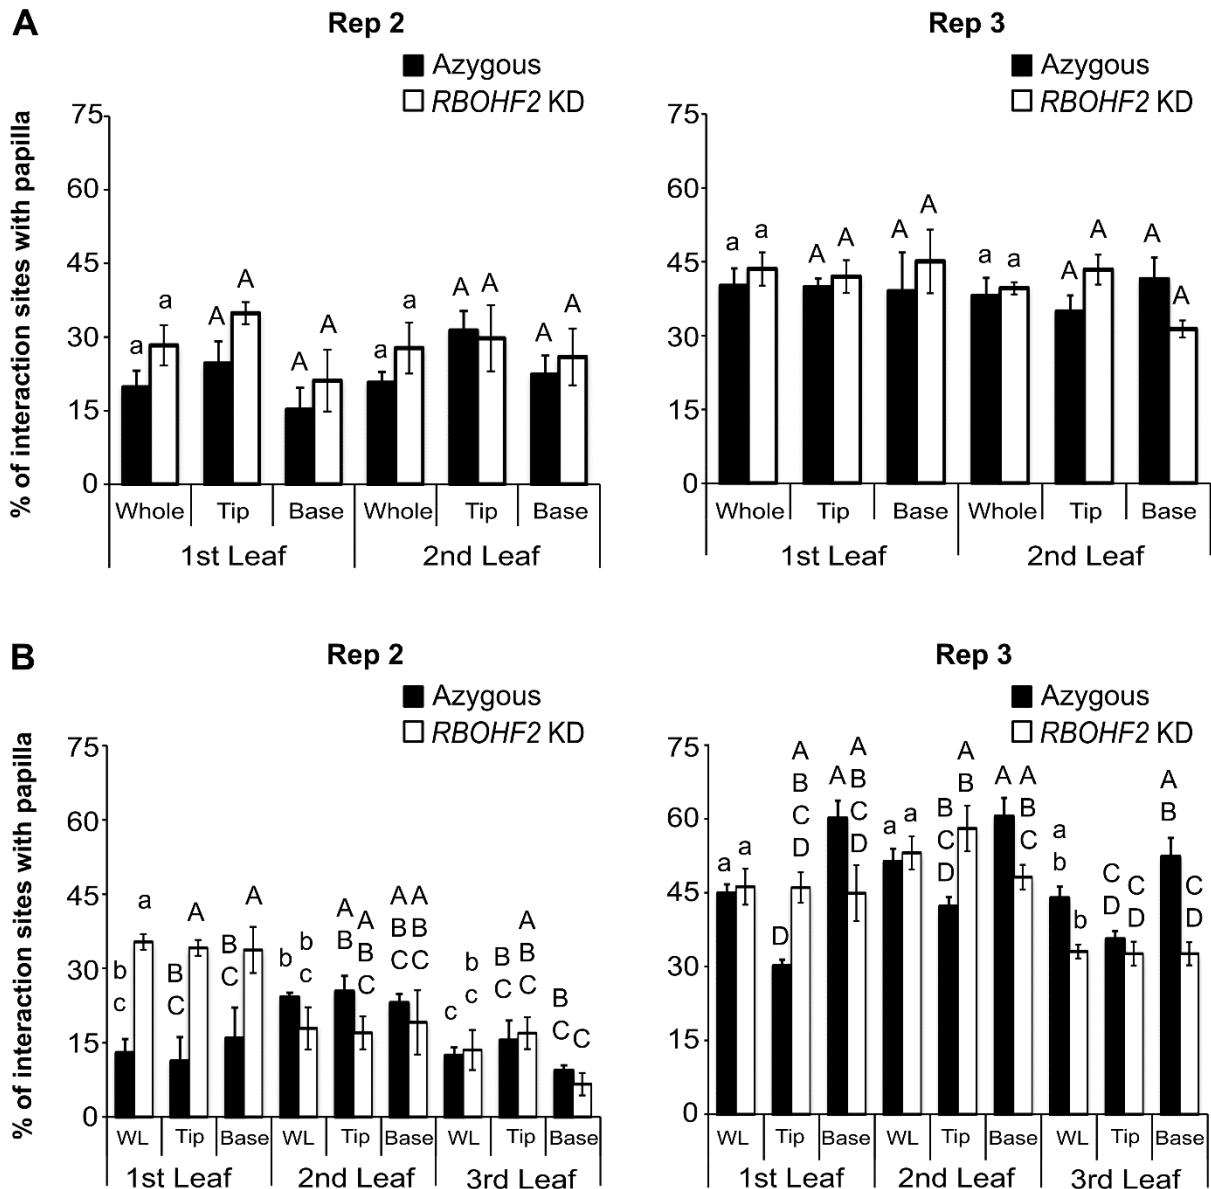 A
Rep 2
Azygous
RBOHF2 KD
% of interaction sites with papilla
75
60
45
30
15
0
a
a
A
A
A
A
a
a
A
A
A
A
Whole
Tip
Base
Whole
Tip
Base
1st Leaf
2nd Leaf
Rep 3
Azygous
RBOHF2 KD
75
60
45
30
15
0
a
a
A
A
A
A
a
a
A
A
A
A
Whole
Tip
Base
Whole
Tip
Base
1st Leaf
2nd Leaf
B
Rep 2
Azygous
RBOHF2 KD
% of interaction sites with papilla
75
60
45
30
15
0
b
c
a
B
C
A
B
C
A
b
b
c
A
B
A
B
C
A
B
C
A
B
C
c
b
c
B
C
A
B
C
B
C
C
WL
Tip
Base
WL
Tip
Base
WL
Tip
Base
1st Leaf
2nd Leaf
3rd Leaf
Rep 3
Azygous
RBOHF2 KD
75
60
45
30
15
0
a
a
D
A
B
C
D
A
A
B
C
D
a
a
B
C
D
A
B
A
A
B
C
a
b
b
C
D
C
D
A
B
C
D
WL
Tip
Base
WL
Tip
Base
WL
Tip
Base
1st Leaf
2nd Leaf
3rd Leaf